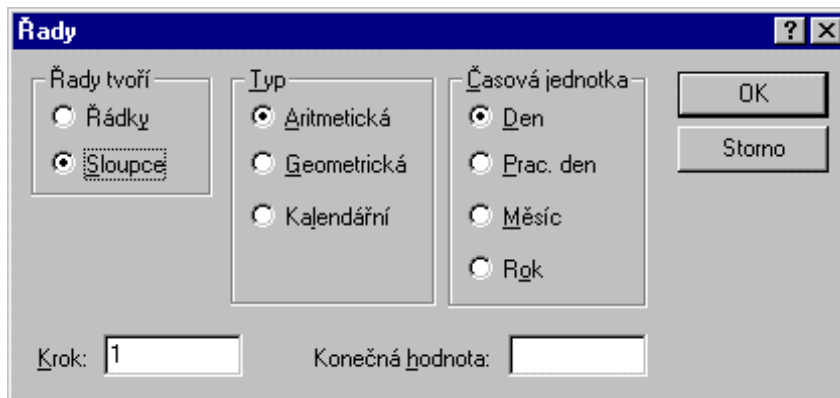 Řady
Řady tvoří
Řádky
Sloupce
Typ
Aritmetická
Geometrická
Kalendářní
Časová jednotka
Den
Prac. den
Měsíc
Rok
OK
Storno
Krok: 1
Konečná hodnota: